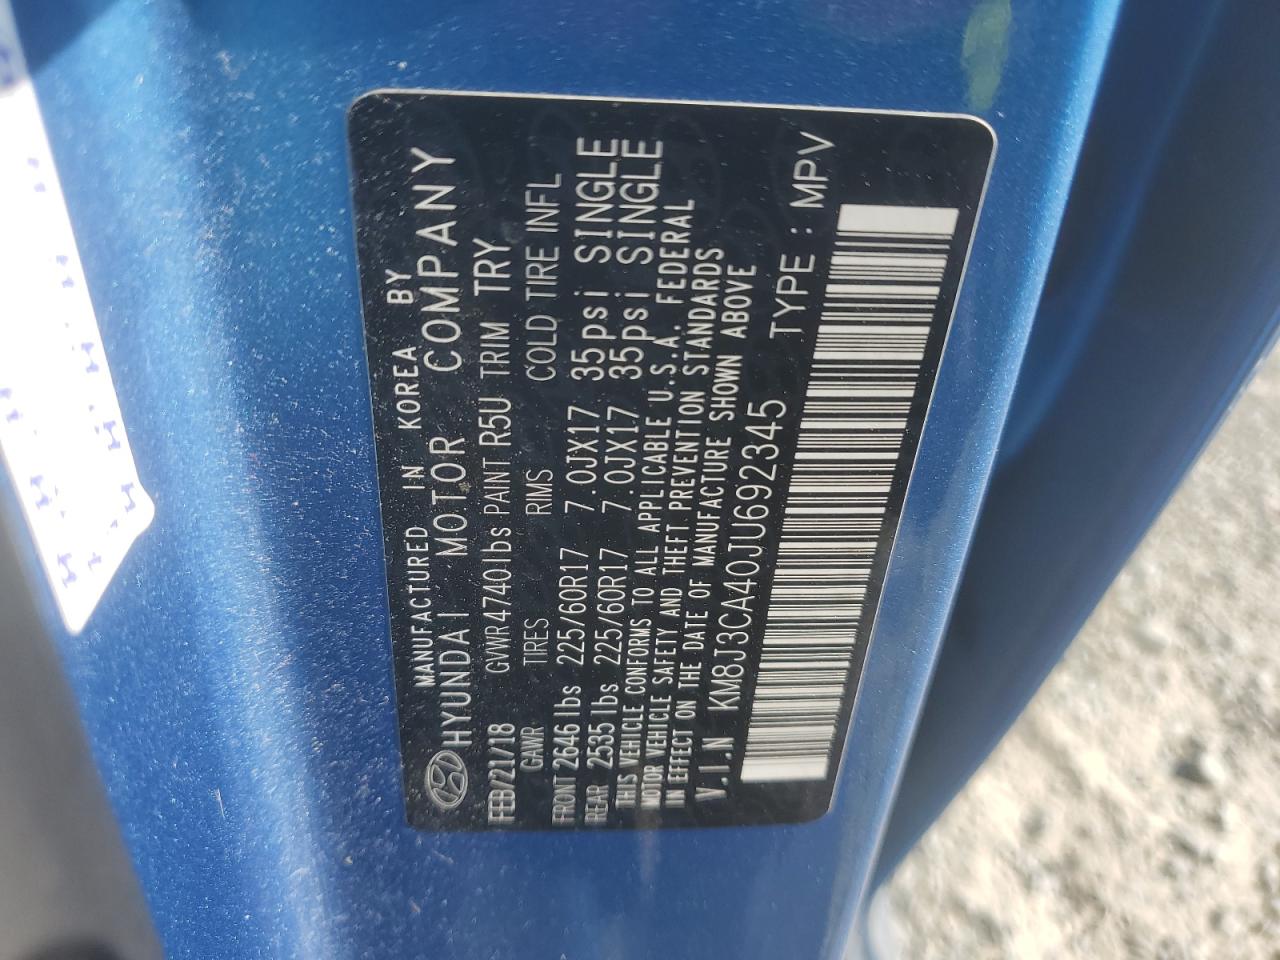 MANUFACTURED IN KOREA BY
HYUNDAI MOTOR COMPANY
FEB/21/18 GVWR 4740lbs PAINT R5U TRIM TRY
GAWR TIRES RIMS COLD TIRE INFL
FRONT 2646lbs 225/60R17 7.0JX17 35psi SINGLE
REAR 2535lbs 225/60R17 7.0JX17 35psi SINGLE
THIS VEHICLE CONFORMS TO ALL APPLICABLE U.S.A. FEDERAL
MOTOR VEHICLE SAFETY AND THEFT PREVENTION STANDARDS
IN EFFECT ON THE DATE OF MANUFACTURE SHOWN ABOVE
V.I.N KM8J3CA40JU692345 TYPE : MPV